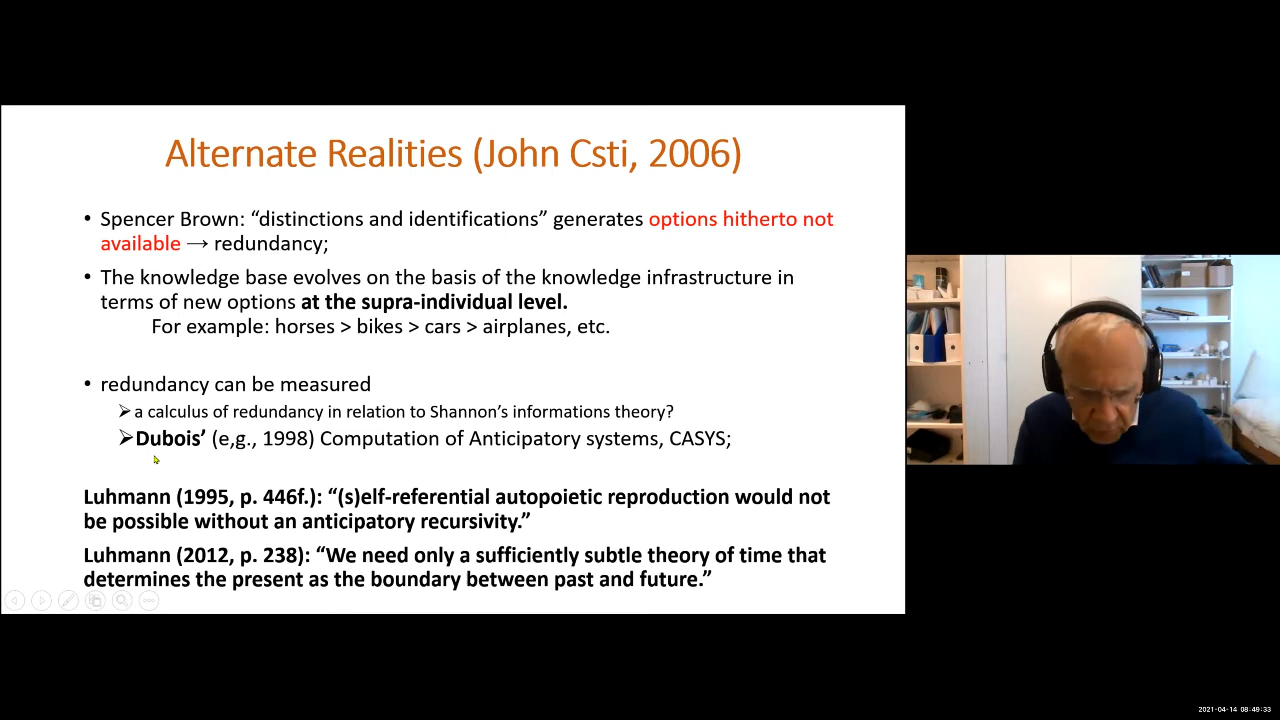 Alternate Realities (John Csti, 2006)
• Spencer Brown: “distinctions and identifications” generates options hitherto not
available → redundancy;
• The knowledge base evolves on the basis of the knowledge infrastructure in
terms of new options at the supra-individual level.
For example: horses > bikes > cars > airplanes, etc.
• redundancy can be measured
➢ a calculus of redundancy in relation to Shannon’s informations theory?
➢ Dubois’ (e,g., 1998) Computation of Anticipatory systems, CASYS;
Luhmann (1995, p. 446f.): “(s)elf-referential autopoietic reproduction would not
be possible without an anticipatory recursivity.”
Luhmann (2012, p. 238): “We need only a sufficiently subtle theory of time that
determines the present as the boundary between past and future.”
2021-04-14 08:49:33